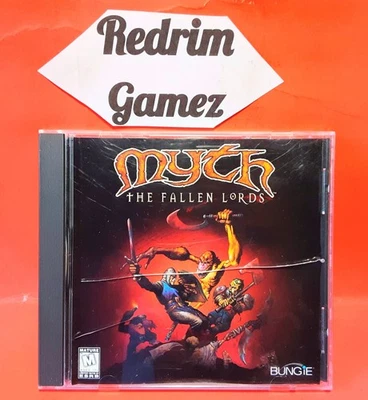 Redrim
Gamez
myth
THE FALLEN LORDS
MATURE
M
BUNGIE